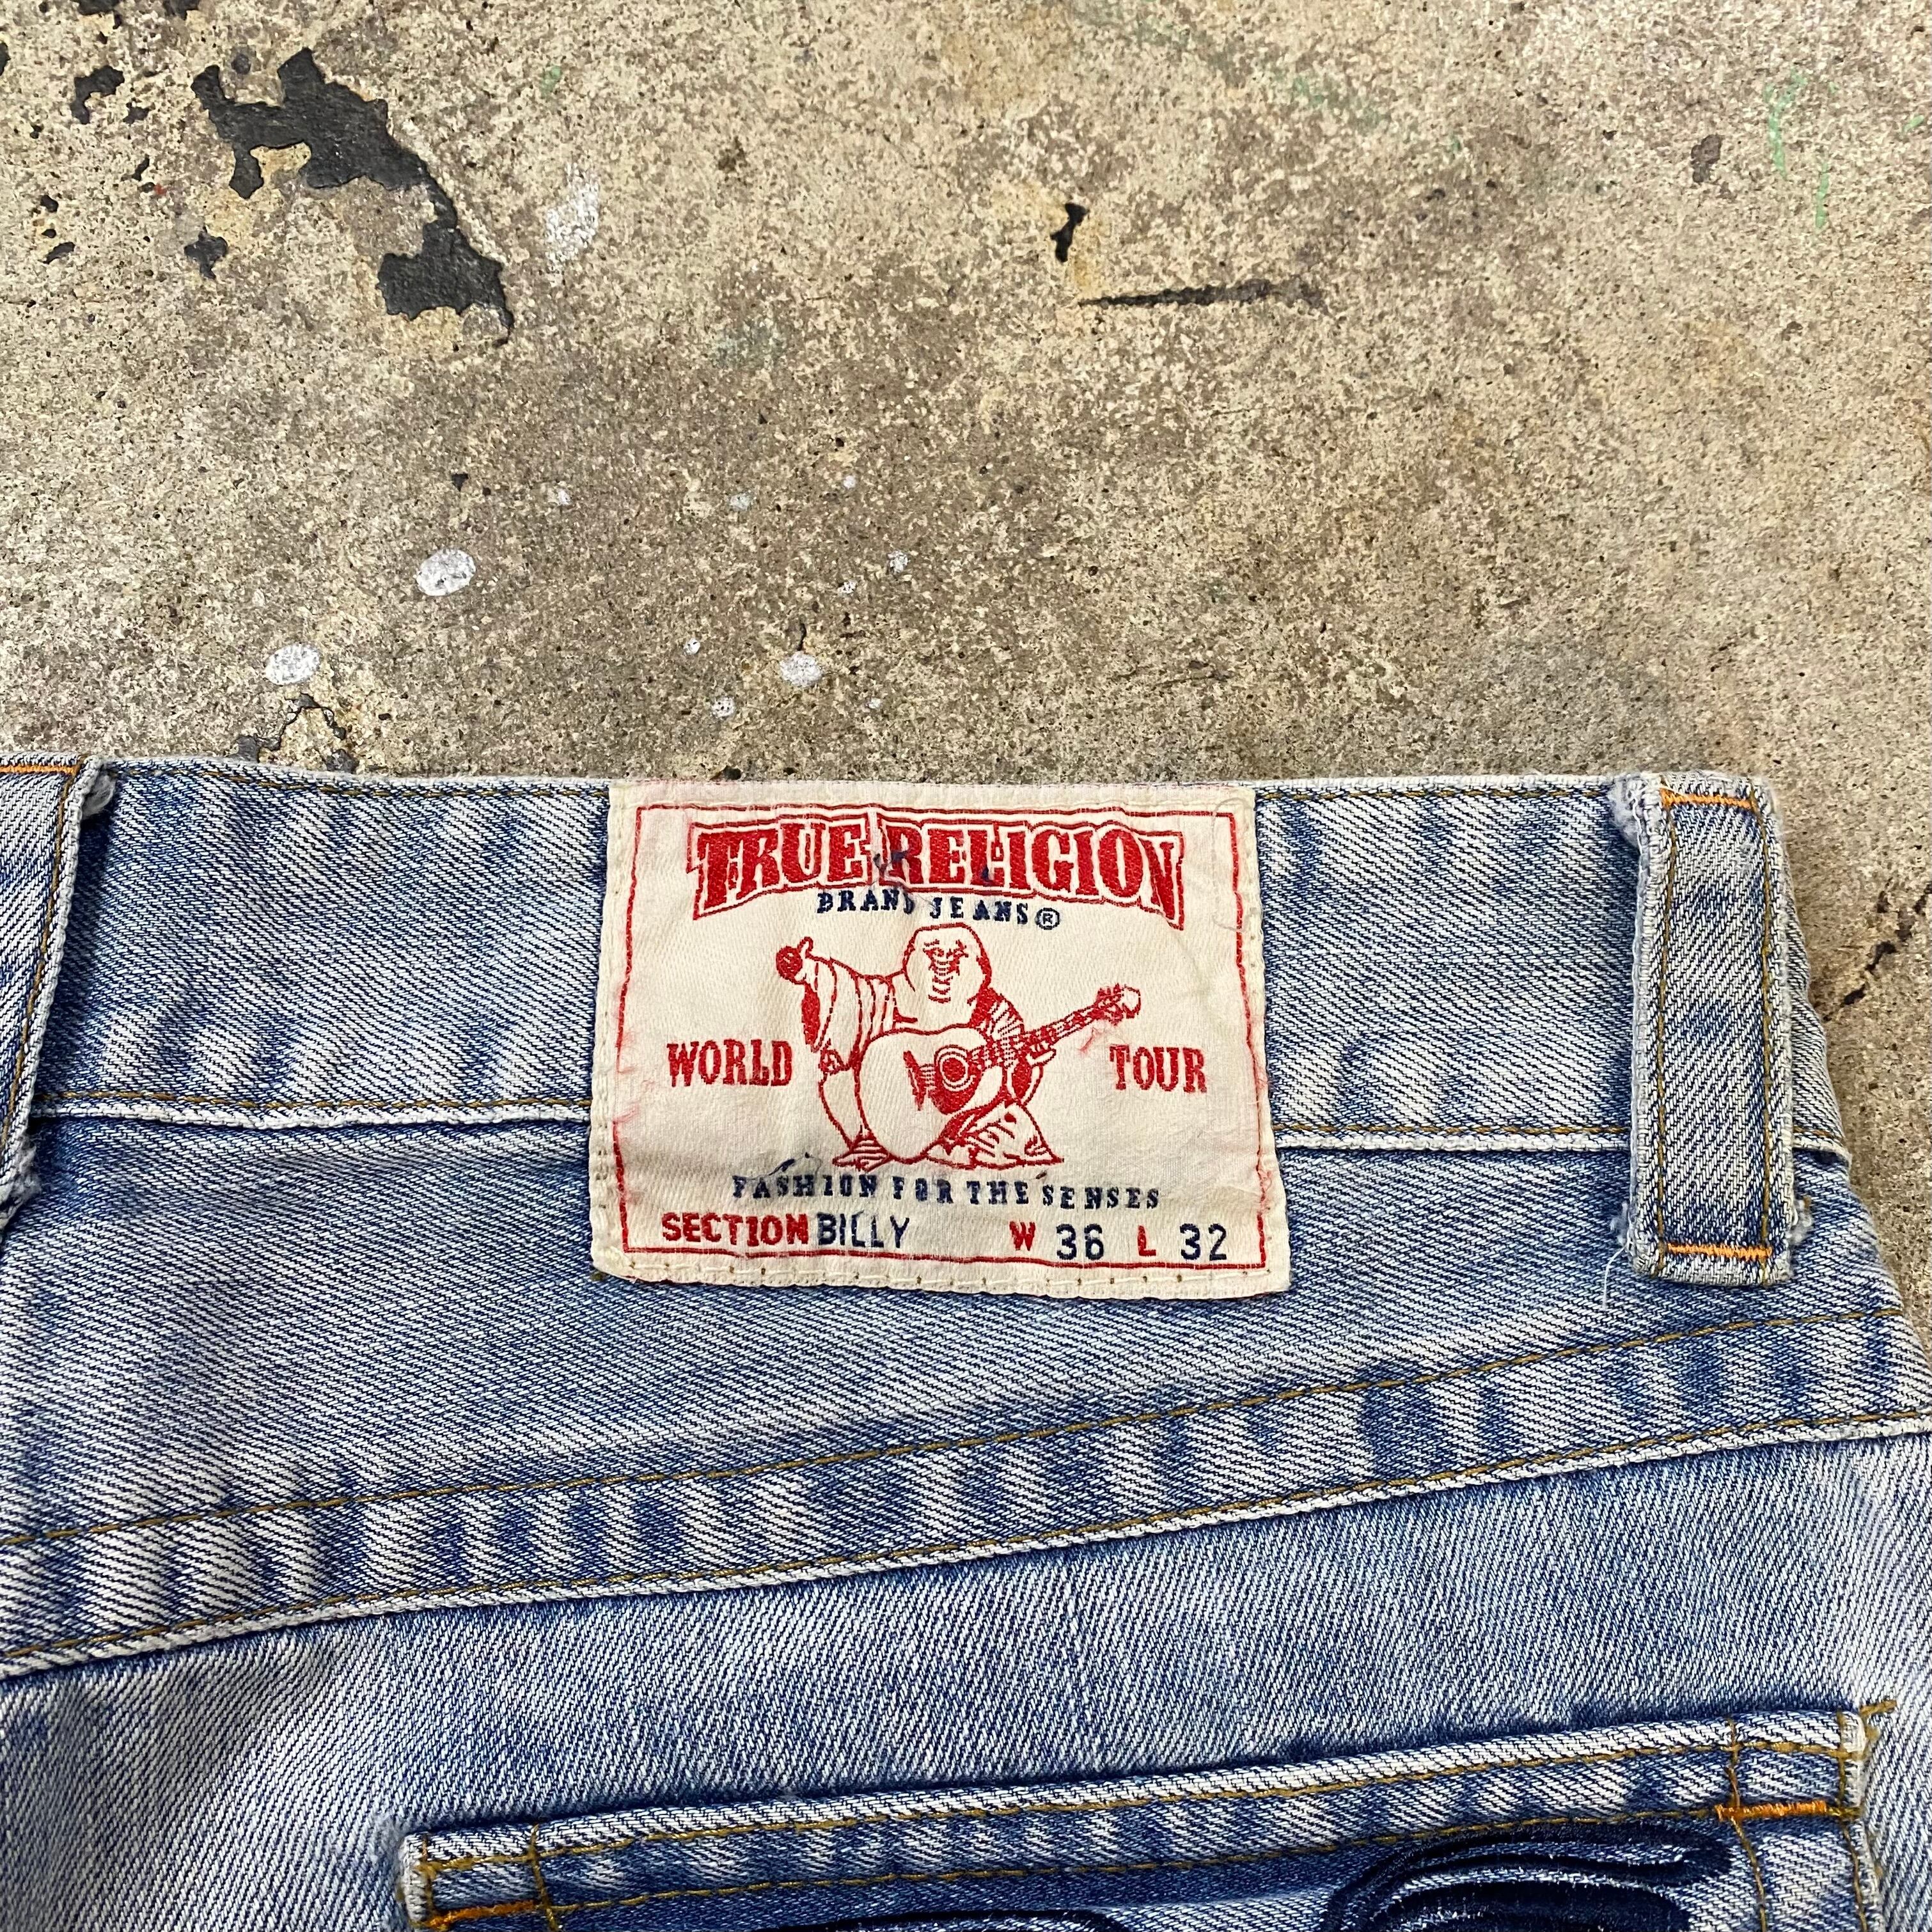 TRUE RELIGION
BRAND JEANS®
WORLD TOUR
FASHION FOR THE SENSES
SECTION BILLY W 36 L 32